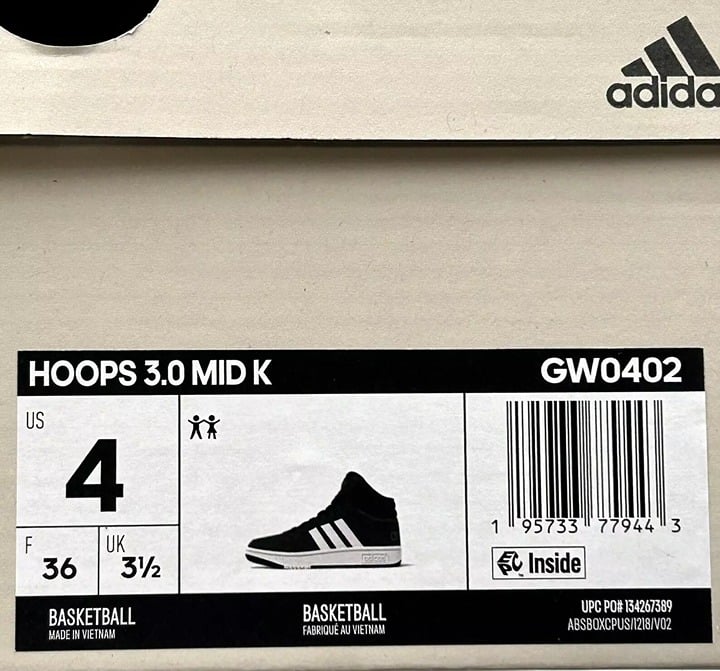 adidas
HOOPS 3.0 MID K
GW0402
US
4
F
36
UK
3½
1 95733 77944 3
EPC Inside
BASKETBALL
MADE IN VIETNAM
BASKETBALL
FABRIQUÉ AU VIETNAM
UPC PO# 134267389
ABSBOXCPUS/1218/V02